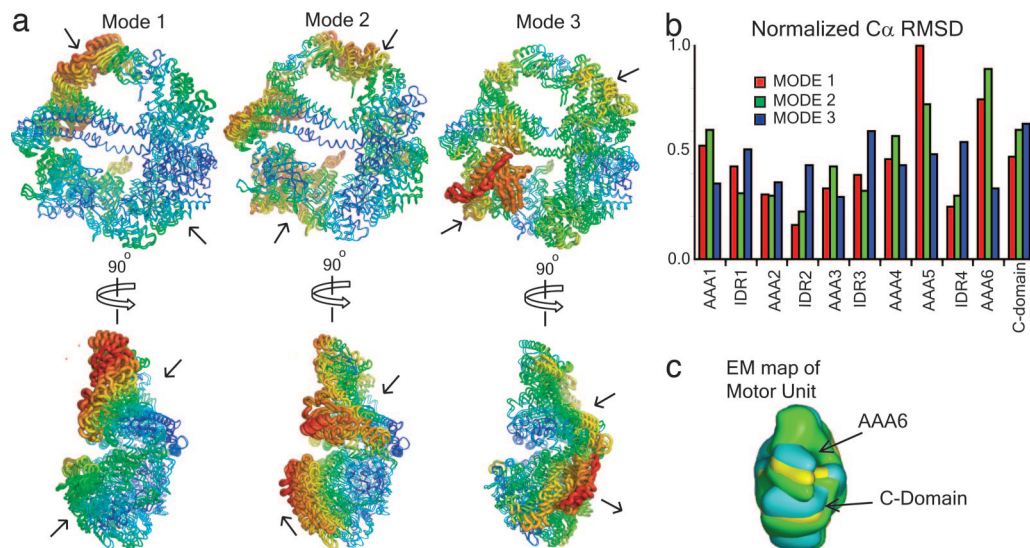 a
Mode 1
Mode 2
Mode 3
90°
90°
90°
b
Normalized Cα RMSD
1.0
0.5
0.0
MODE 1
MODE 2
MODE 3
AAA1
IDR1
AAA2
IDR2
AAA3
IDR3
AAA4
AAA5
IDR4
AAA6
C-domain
c
EM map of
Motor Unit
AAA6
C-Domain